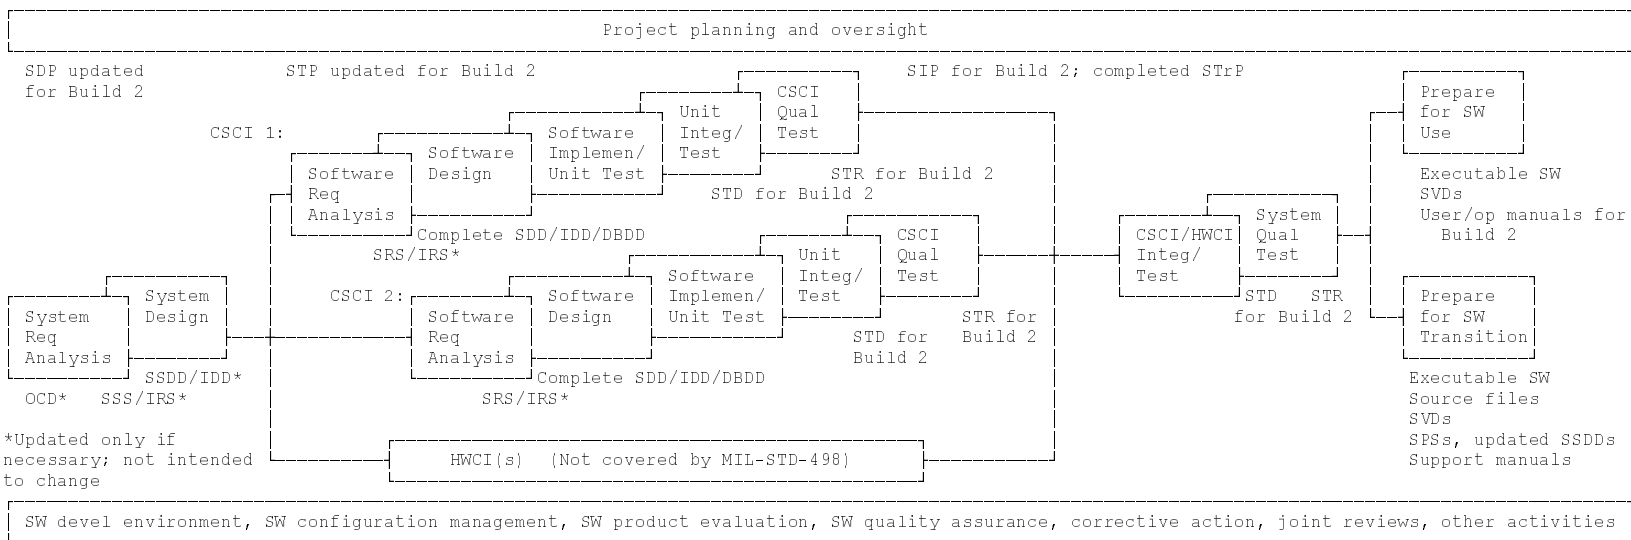 Project planning and oversight
SDP updated
for Build 2
STP updated for Build 2
SIP for Build 2; completed STrP
CSCI 1:
Software
Req
Analysis
Software
Design
Software
Implemen/
Unit Test
Unit
Integ/
Test
CSCI
Qual
Test
SRS/IRS*
Complete SDD/IDD/DBDD
STD for Build 2
STR for Build 2
System
Req
Analysis
System
Design
OCD*
SSS/IRS*
SSDD/IDD*
CSCI 2:
Software
Req
Analysis
Software
Design
Software
Implemen/
Unit Test
Unit
Integ/
Test
CSCI
Qual
Test
SRS/IRS*
Complete SDD/IDD/DBDD
STD for
Build 2
STR for
Build 2
HWCI(s) (Not covered by MIL-STD-498)
CSCI/HWCI
Integ/
Test
System
Qual
Test
STD STR
for Build 2
Prepare
for SW
Use
Executable SW
SVDs
User/op manuals for
Build 2
Prepare
for SW
Transition
Executable SW
Source files
SVDs
SPSs, updated SSDDs
Support manuals
*Updated only if
necessary; not intended
to change
SW devel environment, SW configuration management, SW product evaluation, SW quality assurance, corrective action, joint reviews, other activities